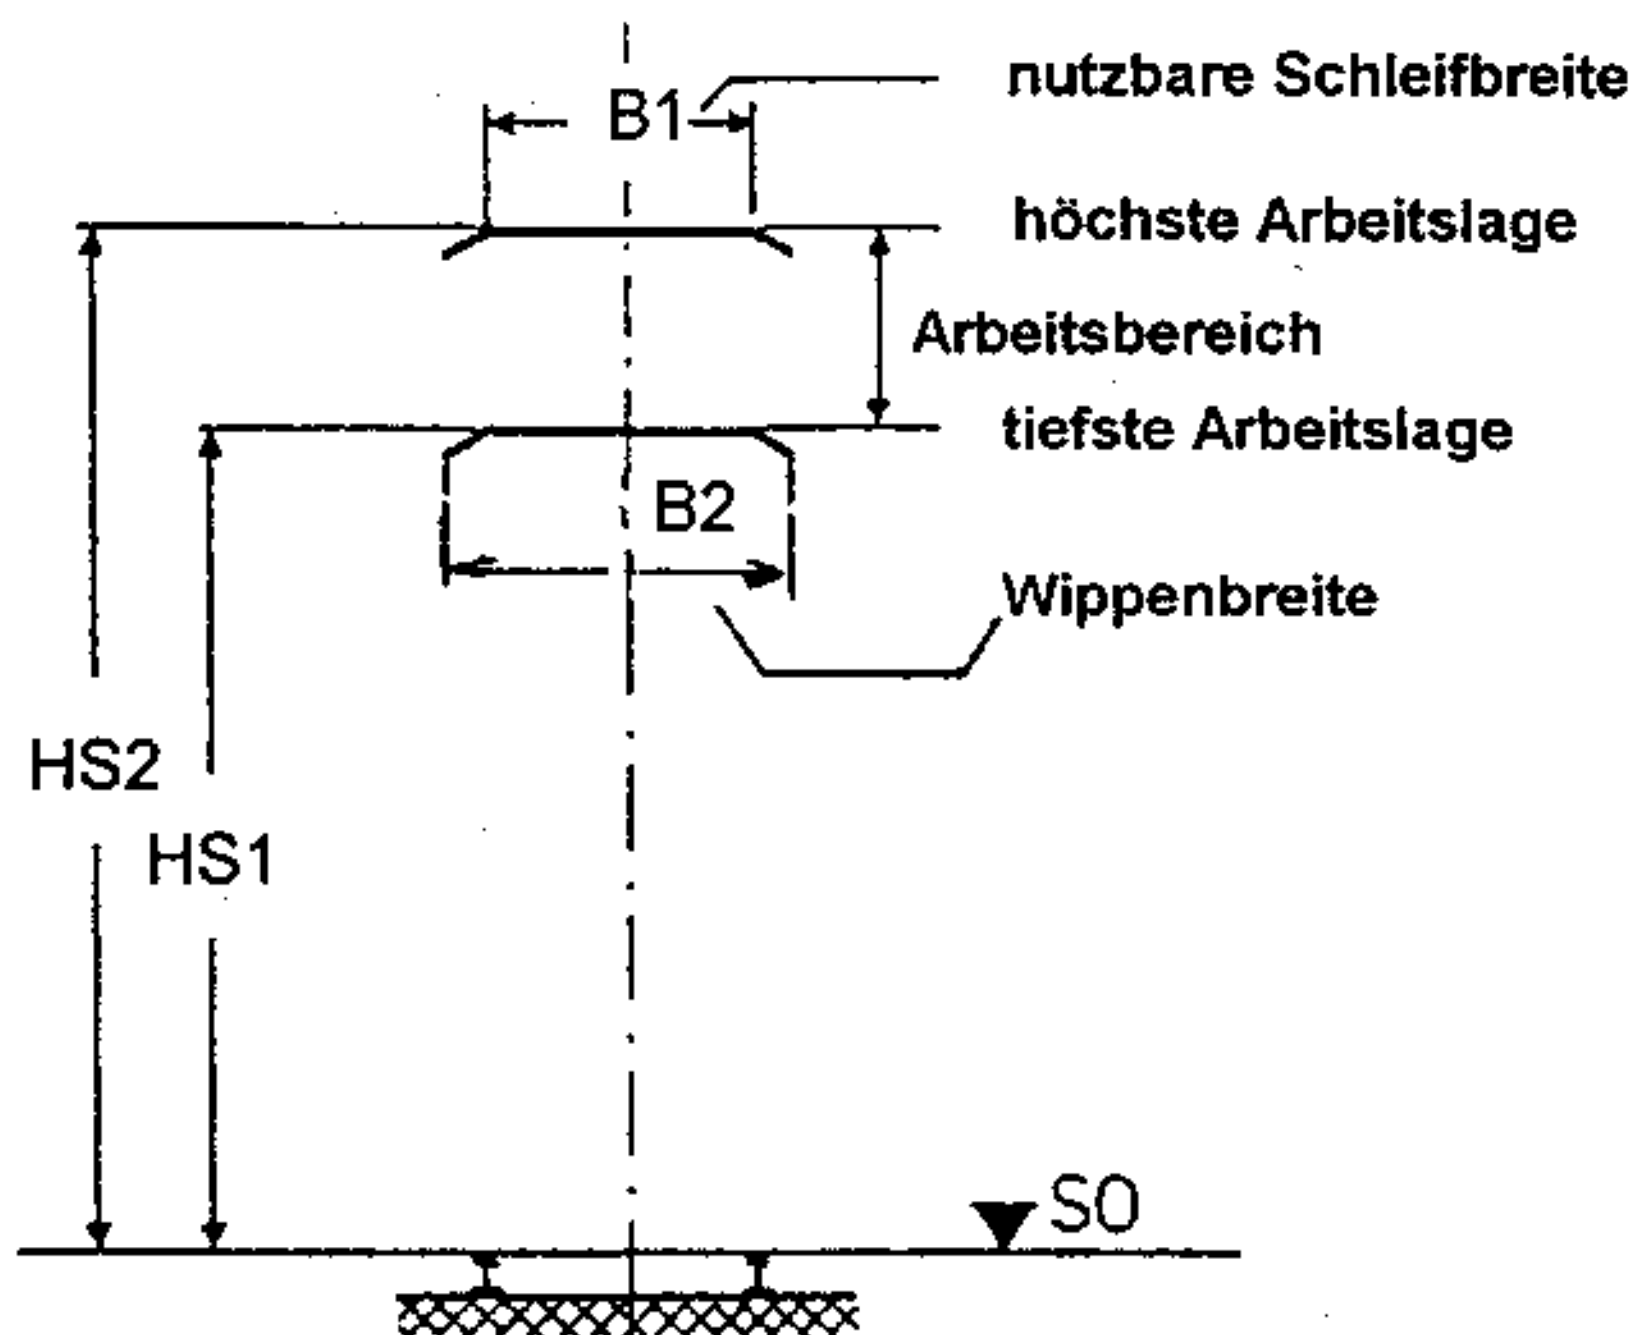 nutzbare Schleifbreite
B1
höchste Arbeitslage
Arbeitsbereich
tiefste Arbeitslage
B2
Wippenbreite
HS2
HS1
SO